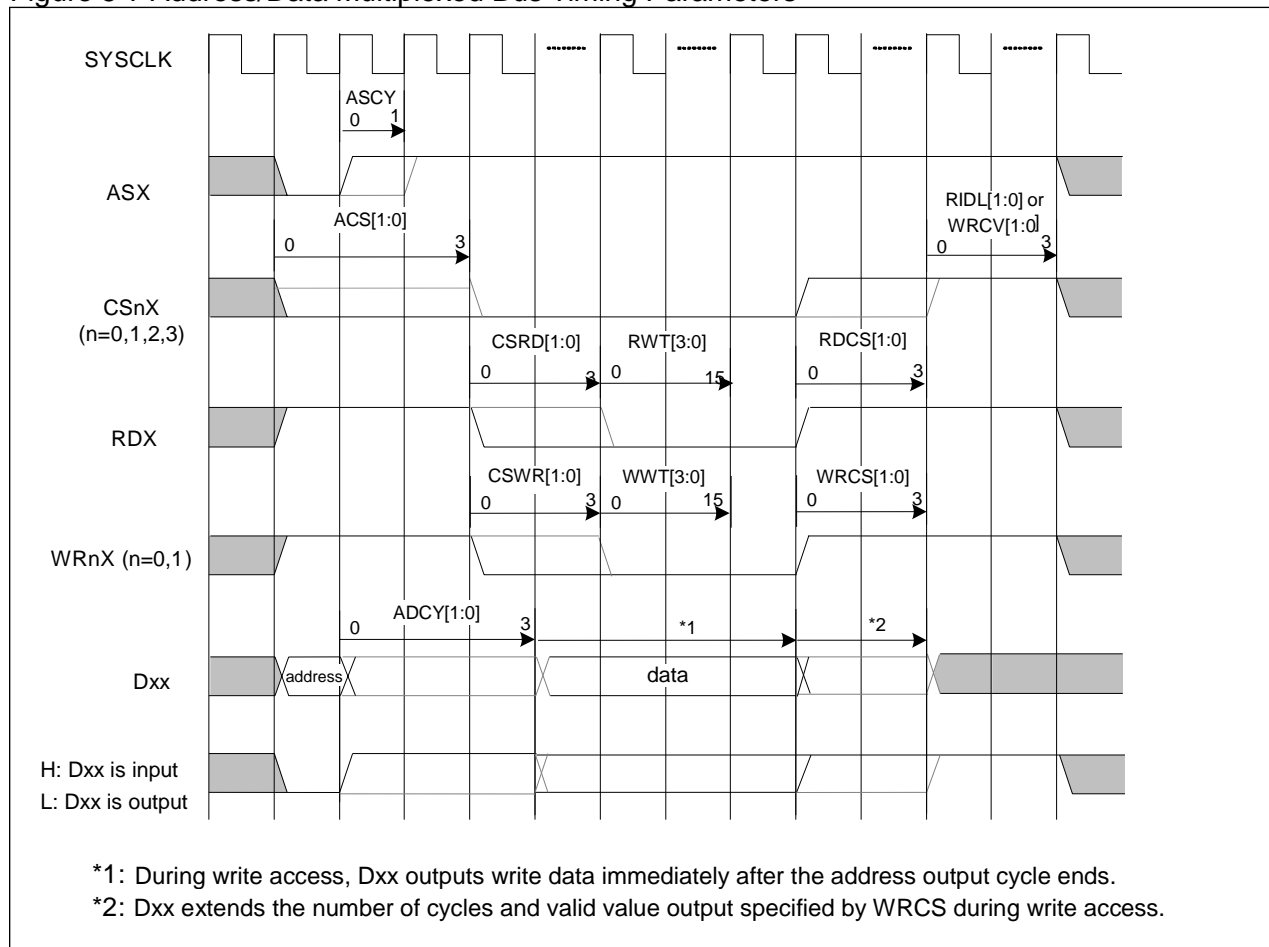 Figure 3-1 Address/Data Multiplexed Bus Timing Parameters
SYSCLK
ASCY
0 1
ASX
ACS[1:0]
0 3
RIDL[1:0] or
WRCV[1:0]
0 3
CSnX
(n=0,1,2,3)
CSRD[1:0] RWT[3:0] RDCS[1:0]
0 3 0 15 0 3
RDX
CSWR[1:0] WWT[3:0] WRCS[1:0]
0 3 0 15 0 3
WRnX (n=0,1)
ADCY[1:0]
0 3 *1 *2
Dxx address data
H: Dxx is input
L: Dxx is output
*1: During write access, Dxx outputs write data immediately after the address output cycle ends.
*2: Dxx extends the number of cycles and valid value output specified by WRCS during write access.